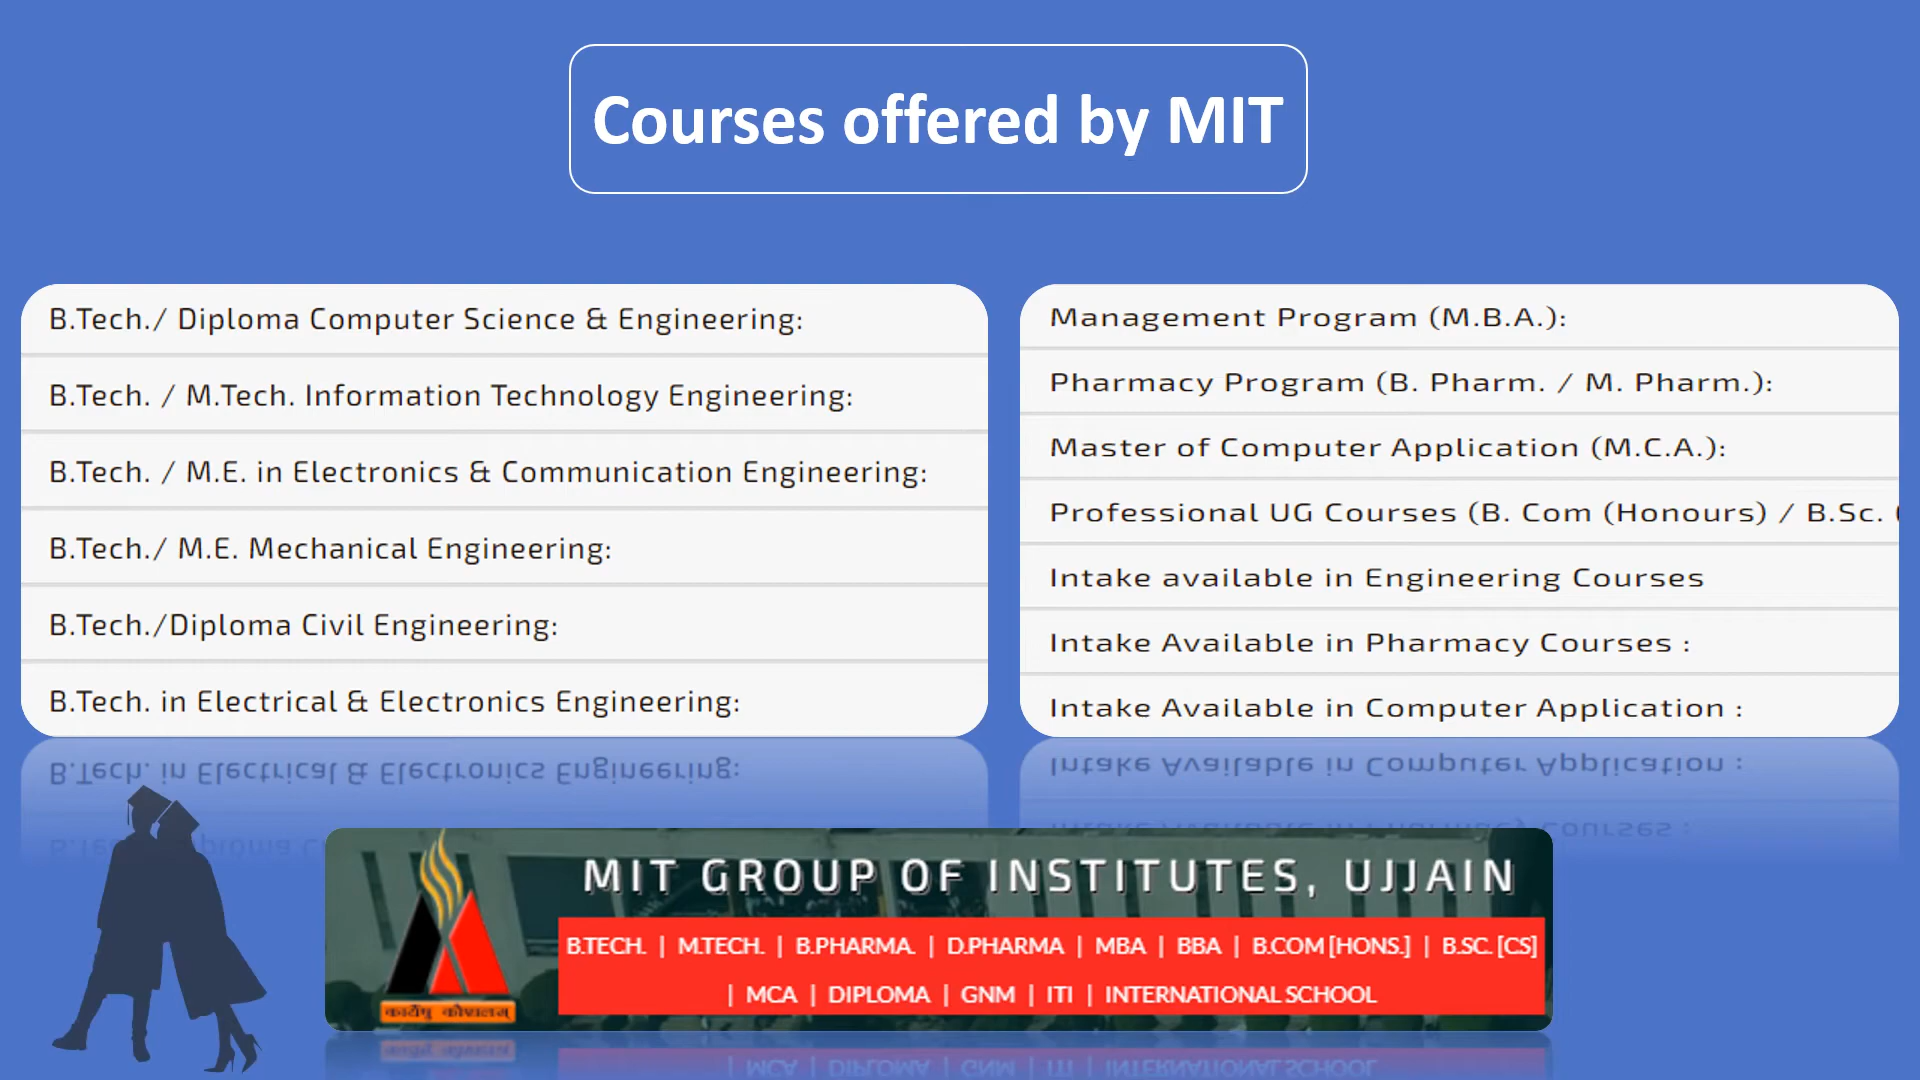 Courses offered by MIT
B.Tech./ Diploma Computer Science & Engineering:
B.Tech. / M.Tech. Information Technology Engineering:
B.Tech. / M.E. in Electronics & Communication Engineering:
B.Tech./ M.E. Mechanical Engineering:
B.Tech./Diploma Civil Engineering:
B.Tech. in Electrical & Electronics Engineering:
Management Program (M.B.A.):
Pharmacy Program (B. Pharm. / M. Pharm.):
Master of Computer Application (M.C.A.):
Professional UG Courses (B. Com (Honours) / B.Sc. (
Intake available in Engineering Courses
Intake Available in Pharmacy Courses :
Intake Available in Computer Application :
MIT GROUP OF INSTITUTES, UJJAIN
B.TECH. | M.TECH. | B.PHARMA. | D.PHARMA | MBA | BBA | B.COM [HONS.] | B.SC. [CS]
| MCA | DIPLOMA | GNM | ITI | INTERNATIONAL SCHOOL
कार्येषु कौशलम्